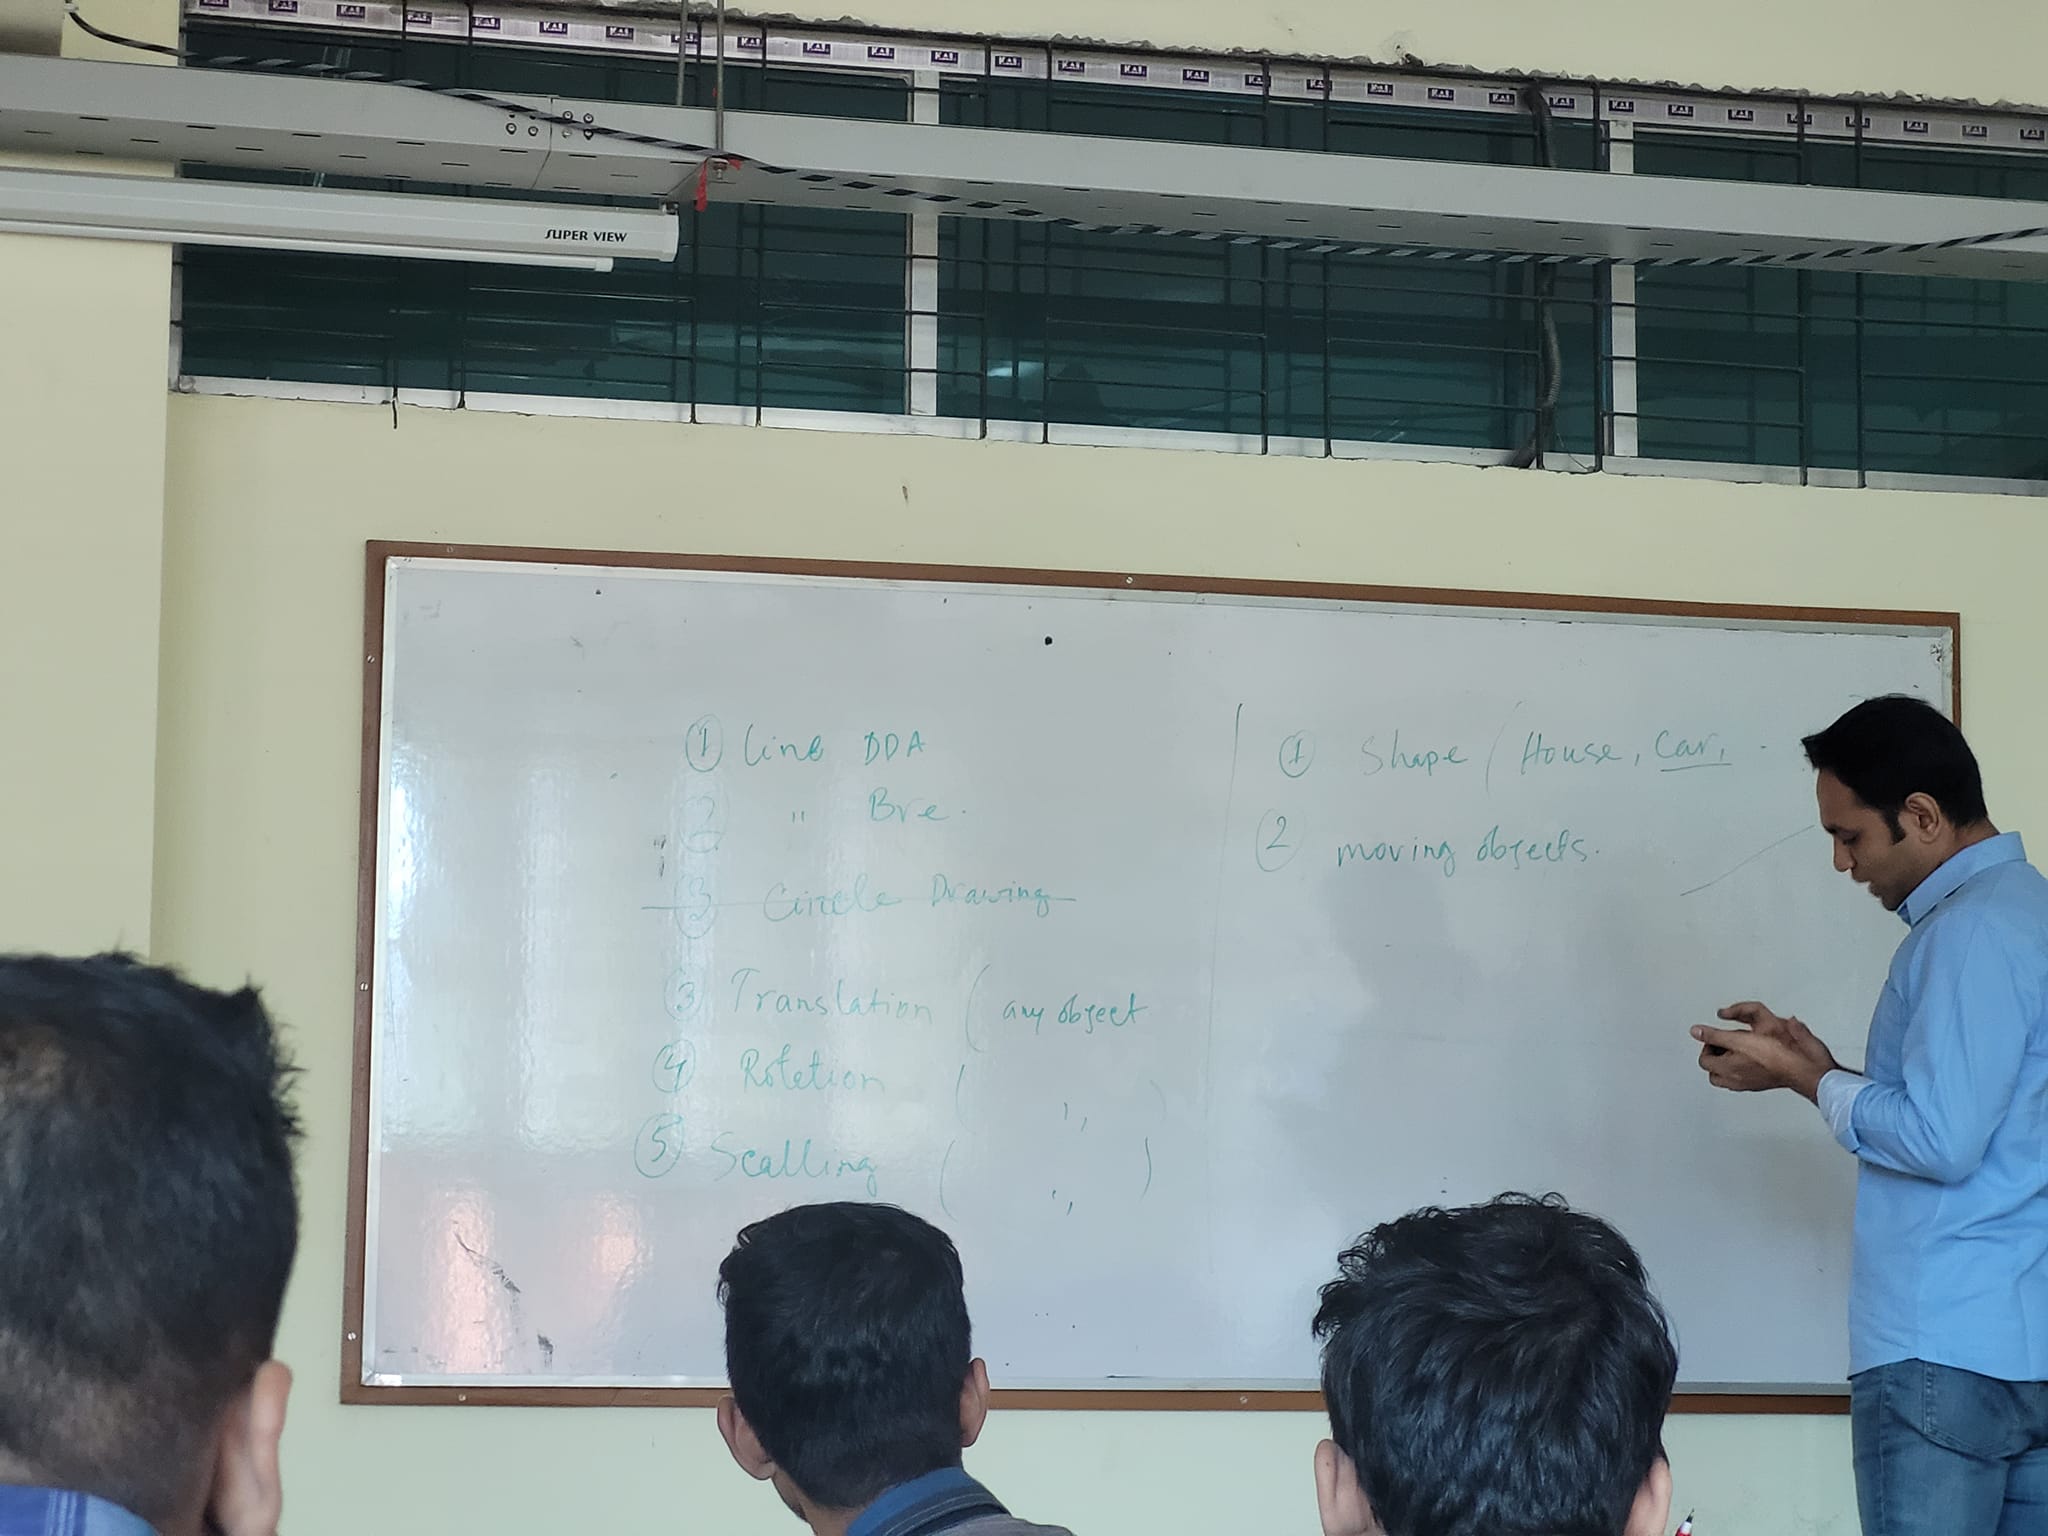 SUPER VIEW
① Line DDA
② " Bre.
③ Circle Drawing
③ Translation ( any object
④ Rotetion ( ,, )
⑤ Scalling ( ,, )
① Shape ( House, Car,
② moving objects.